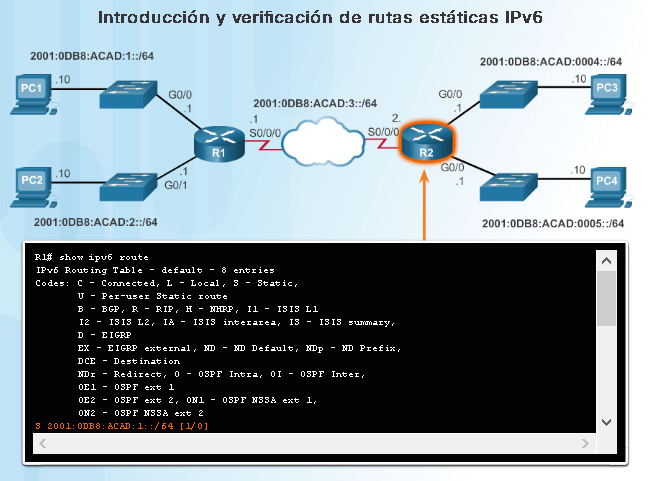 Introducción y verificación de rutas estáticas IPv6
2001:0DB8:ACAD:1::/64
2001:0DB8:ACAD:0004::/64
.10
PC1
G0/0
.1
2001:0DB8:ACAD:3::/64
.1
S0/0/0
2.
S0/0/0
G0/0
.1
.10
PC3
R1
R2
.10
PC2
.1
G0/1
G0/0
.1
.10
PC4
2001:0DB8:ACAD:2::/64
2001:0DB8:ACAD:0005::/64
R1# show ipv6 route
IPv6 Routing Table - default - 8 entries
Codes: C - Connected, L - Local, S - Static,
U - Per-user Static route
B - BGP, R - RIP, H - NHRP, I1 - ISIS L1
I2 - ISIS L2, IA - ISIS interarea, IS - ISIS summary,
D - EIGRP
EX - EIGRP external, ND - ND Default, NDp - ND Prefix,
DCE - Destination
NDr - Redirect, O - OSPF Intra, OI - OSPF Inter,
OE1 - OSPF ext 1
OE2 - OSPF ext 2, ON1 - OSPF NSSA ext 1,
ON2 - OSPF NSSA ext 2
S 2001:0DB8:ACAD:1::/64 [1/0]